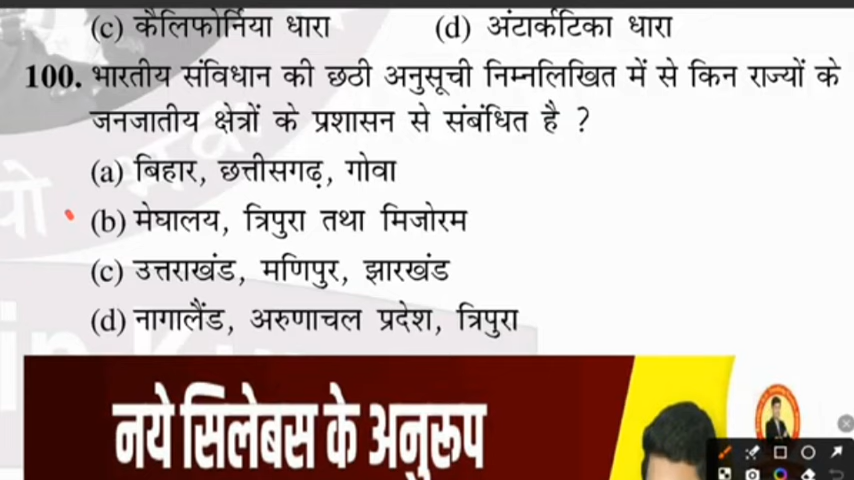 (c) कैलिफोर्निया धारा (d) अंटार्कटिका धारा
100. भारतीय संविधान की छठी अनुसूची निम्नलिखित में से किन राज्यों के
जनजातीय क्षेत्रों के प्रशासन से संबंधित है ?
(a) बिहार, छत्तीसगढ़, गोवा
(b) मेघालय, त्रिपुरा तथा मिजोरम
(c) उत्तराखंड, मणिपुर, झारखंड
(d) नागालैंड, अरुणाचल प्रदेश, त्रिपुरा
नये सिलेबस के अनुरूप